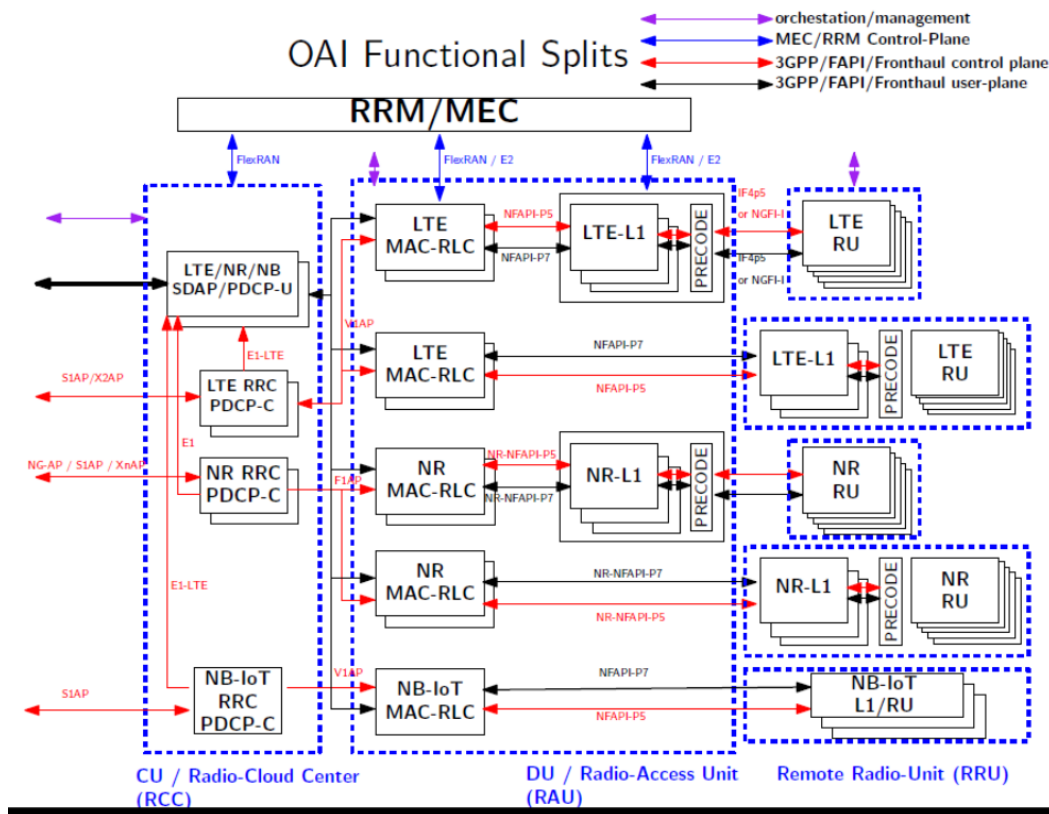 orchestation/management
MEC/RRM Control-Plane
3GPP/FAPI/Fronthaul control plane
3GPP/FAPI/Fronthaul user-plane
OAI Functional Splits
RRM/MEC
FlexRAN
FlexRAN / E2
FlexRAN / E2
LTE/NR/NB
SDAP/PDCP-U
E1-LTE
S1AP/X2AP
LTE RRC
PDCP-C
E1
NG-AP / S1AP / XnAP
NR RRC
PDCP-C
E1-LTE
S1AP
NB-IoT
RRC
PDCP-C
V1AP
F1AP
V1AP
LTE
MAC-RLC
NFAPI-P5
NFAPI-P7
LTE-L1
PRECODE
IF4p5
or NGFI-I
IF4p5
or NGFI-I
LTE
RU
LTE
MAC-RLC
NFAPI-P7
NFAPI-P5
LTE-L1
PRECODE
LTE
RU
NR
MAC-RLC
NR-NFAPI-P5
NR-NFAPI-P7
NR-L1
PRECODE
NR
RU
NR
MAC-RLC
NR-NFAPI-P7
NR-NFAPI-P5
NR-L1
PRECODE
NR
RU
NB-IoT
MAC-RLC
NFAPI-P7
NFAPI-P5
NB-IoT
L1/RU
CU / Radio-Cloud Center
(RCC)
DU / Radio-Access Unit
(RAU)
Remote Radio-Unit (RRU)